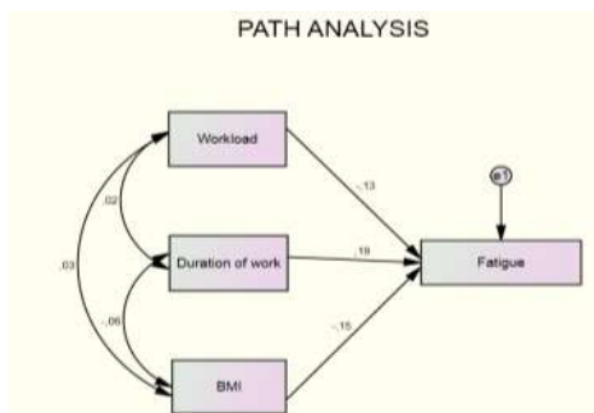 PATH ANALYSIS
Workload
-,13
e1
,02
Duration of work
,19
Fatigue
,03
-,06
-,15
BMI